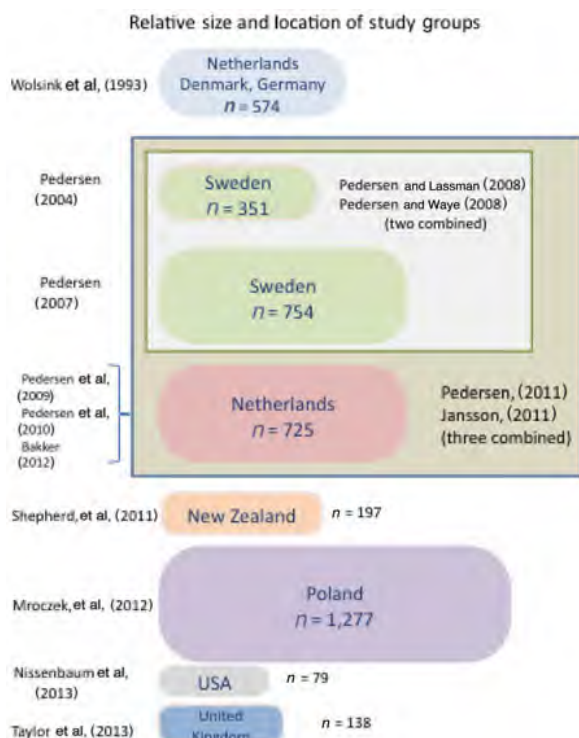 Relative size and location of study groups
Wolsink et al, (1993)
Netherlands
Denmark, Germany
n = 574
Pedersen
(2004)
Sweden
n = 351
Pedersen and Lassman (2008)
Pedersen and Waye (2008)
(two combined)
Pedersen
(2007)
Sweden
n = 754
Pedersen et al,
(2009)
Pedersen et al,
(2010)
Bakker
(2012)
Netherlands
n = 725
Pedersen, (2011)
Jansson, (2011)
(three combined)
Shepherd, et al, (2011)
New Zealand
n = 197
Mroczek, et al, (2012)
Poland
n = 1,277
Nissenbaum et al,
(2013)
USA
n = 79
Taylor et al, (2013)
United
Kingdom
n = 138